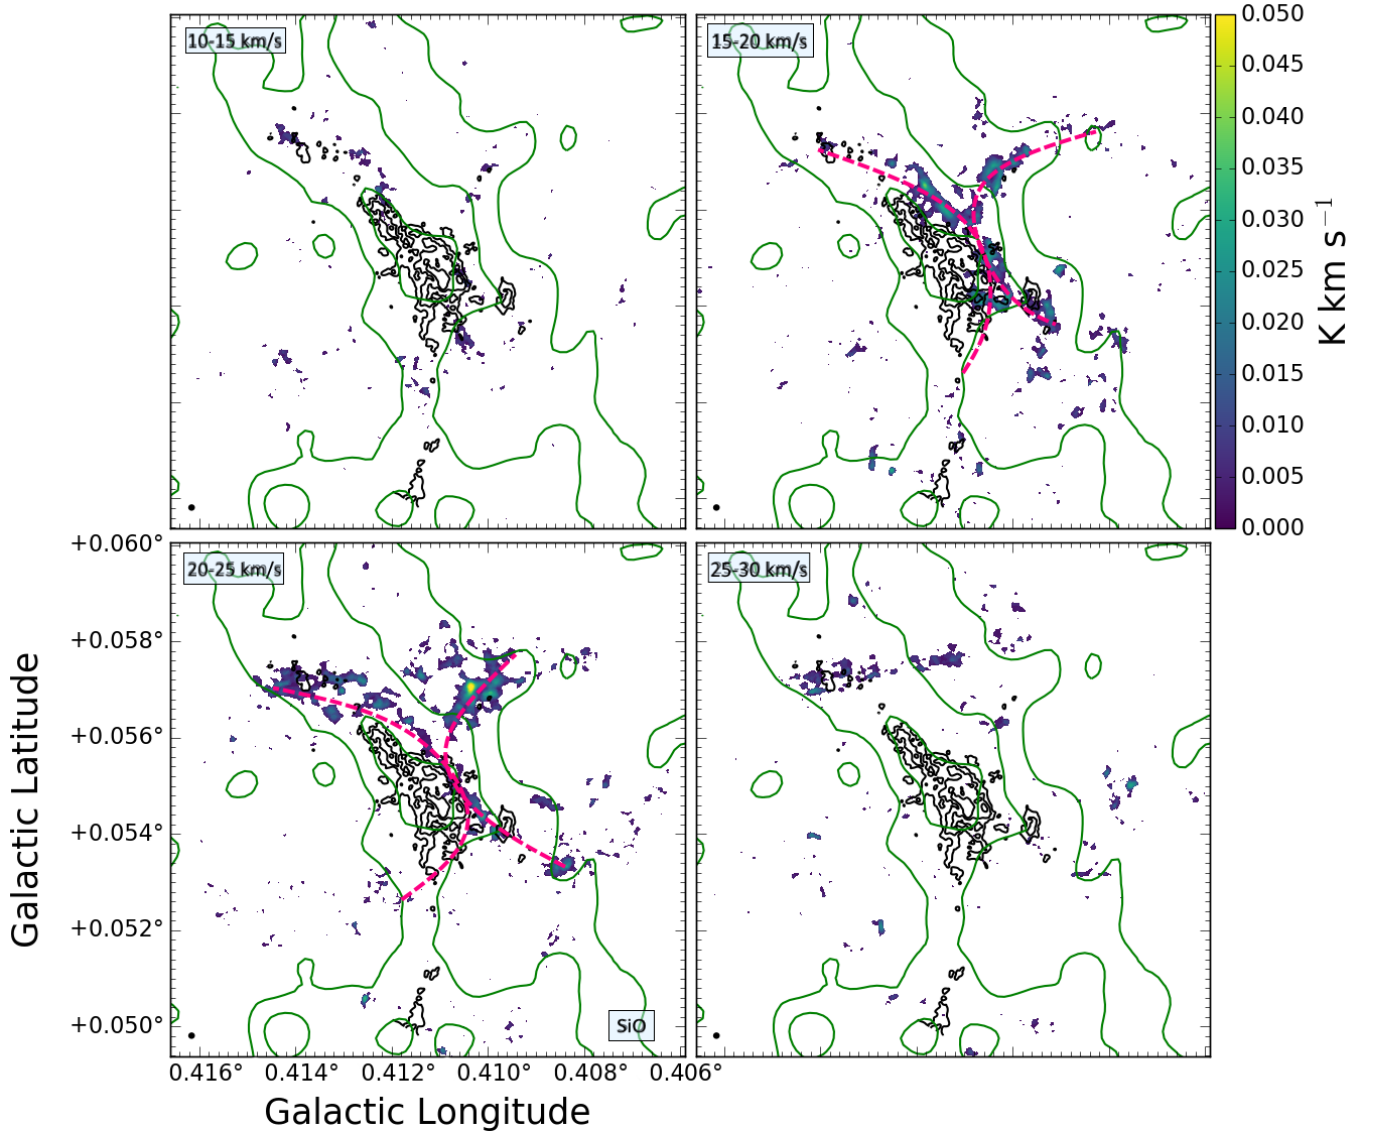 10-15 km/s
15-20 km/s
0.050
0.045
0.040
0.035
0.030
0.025
0.020
0.015
0.010
0.005
0.000
K km s⁻¹
20-25 km/s
25-30 km/s
+0.060°
+0.058°
+0.056°
+0.054°
+0.052°
+0.050°
Galactic Latitude
SiO
0.416° 0.414° 0.412° 0.410° 0.408° 0.406°
Galactic Longitude